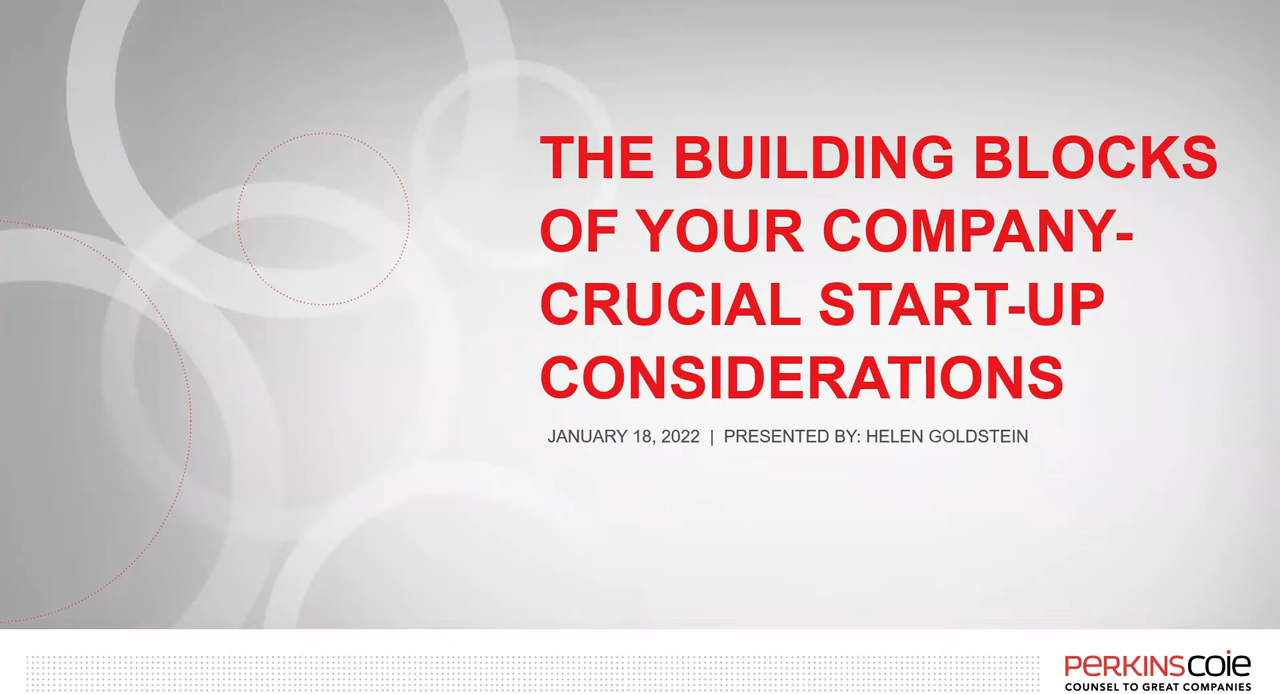 THE BUILDING BLOCKS
OF YOUR COMPANY-
CRUCIAL START-UP
CONSIDERATIONS
JANUARY 18, 2022 | PRESENTED BY: HELEN GOLDSTEIN
PERKINSCOIE
COUNSEL TO GREAT COMPANIES